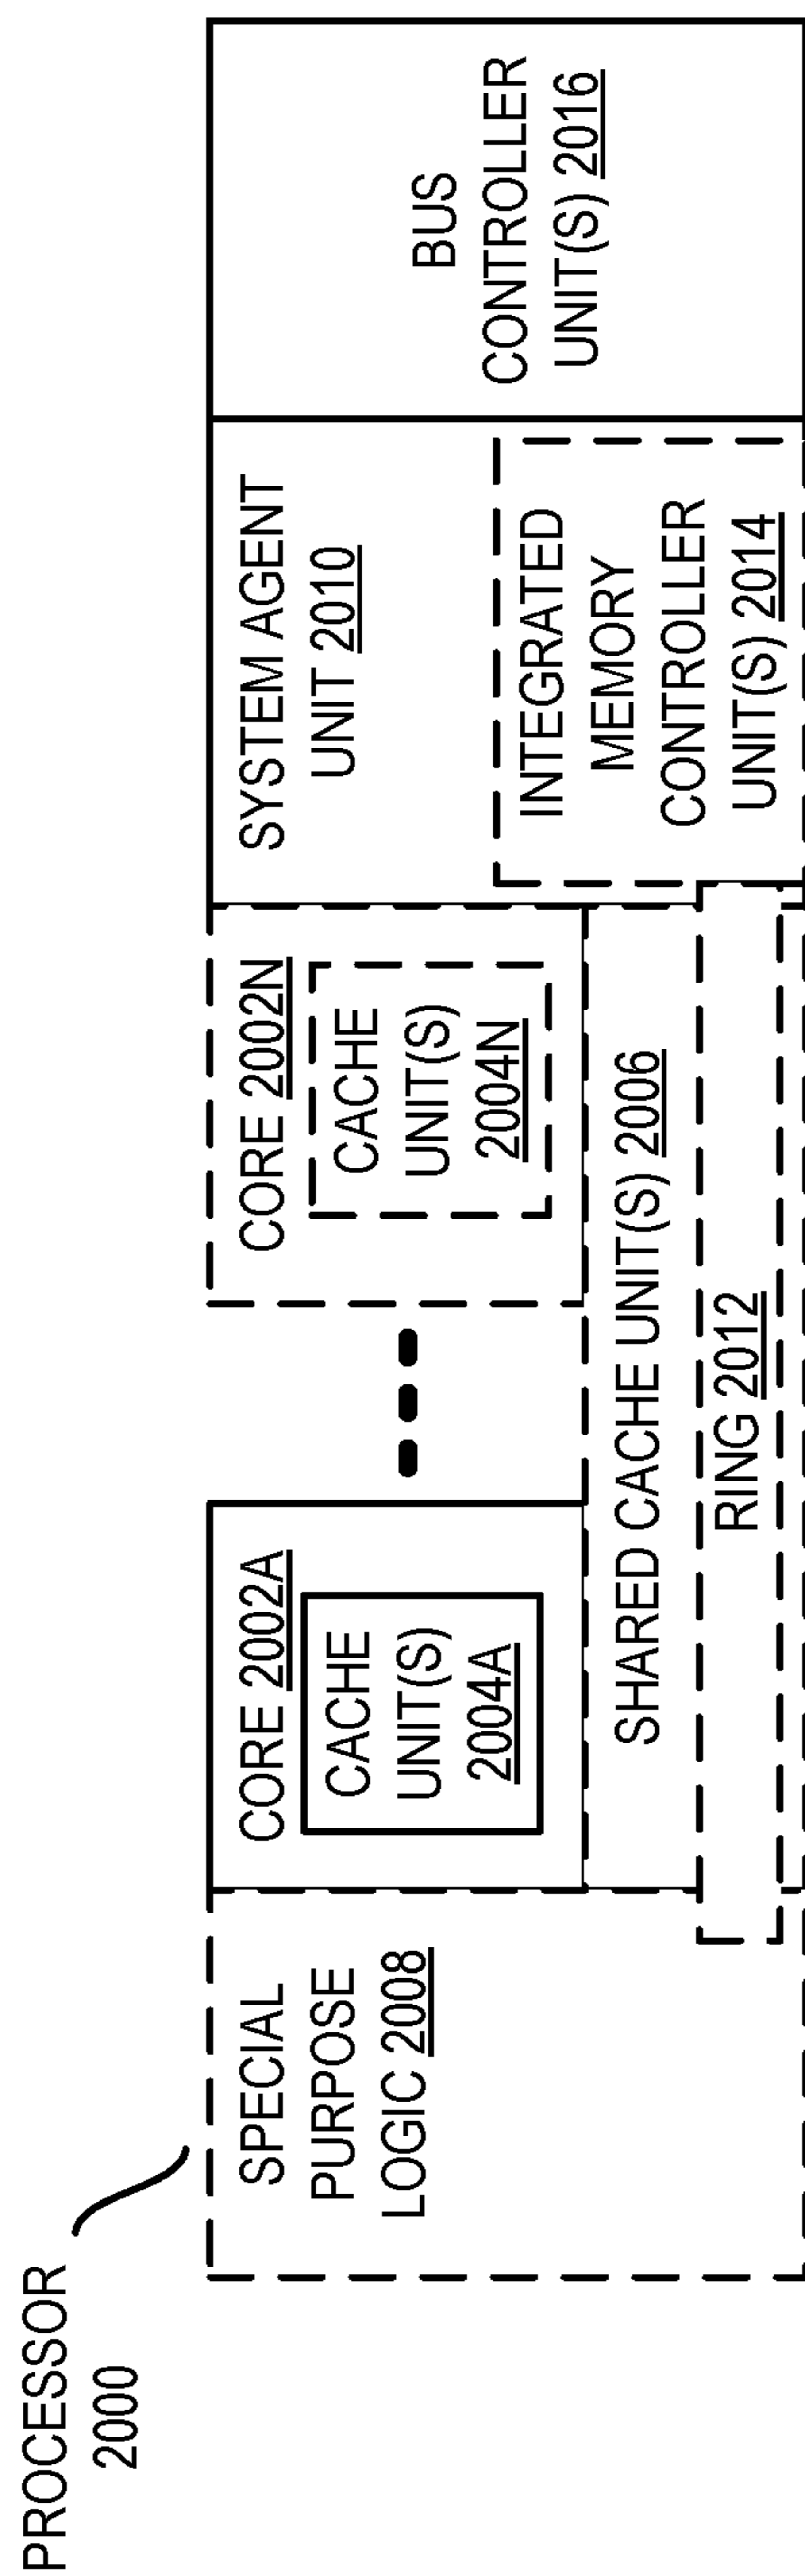 PROCESSOR
2000
SPECIAL
PURPOSE
LOGIC 2008
CORE 2002A
CACHE
UNIT(S)
2004A
CORE 2002N
CACHE
UNIT(S)
2004N
SHARED CACHE UNIT(S) 2006
RING 2012
SYSTEM AGENT
UNIT 2010
INTEGRATED
MEMORY
CONTROLLER
UNIT(S) 2014
BUS
CONTROLLER
UNIT(S) 2016